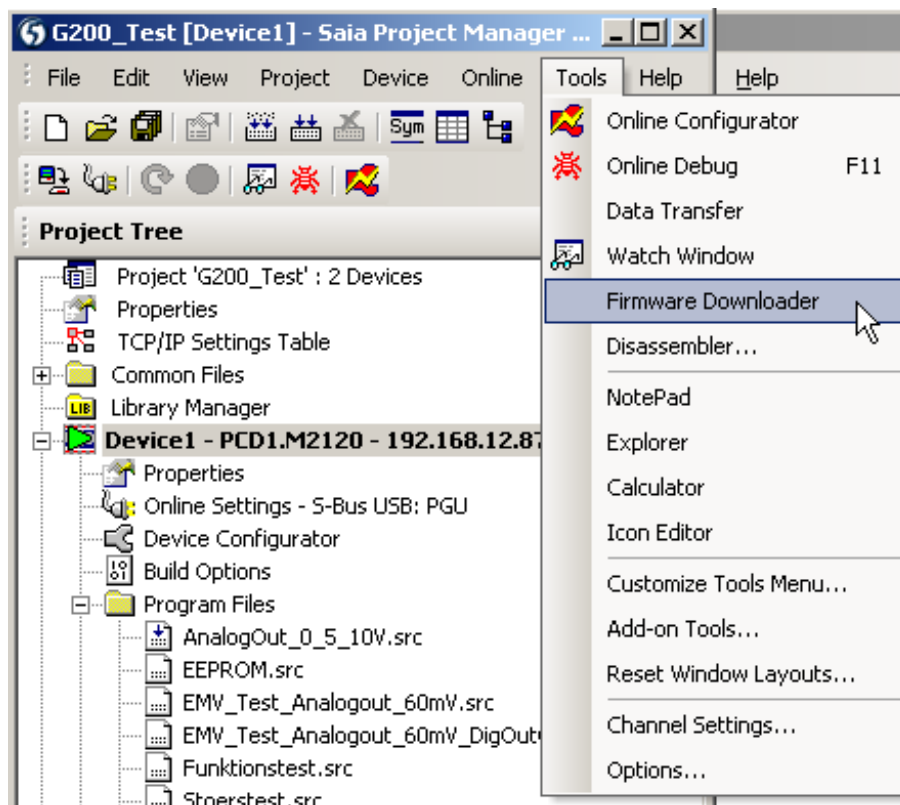 G200_Test [Device1] - Saia Project Manager ...
File Edit View Project Device Online Tools Help Help
Sym
Project Tree
Project 'G200_Test' : 2 Devices
Properties
TCP/IP Settings Table
Common Files
LIB Library Manager
Device1 - PCD1.M2120 - 192.168.12.87
Properties
Online Settings - S-Bus USB: PGU
Device Configurator
Build Options
Program Files
AnalogOut_0_5_10V.src
EEPROM.src
EMV_Test_Analogout_60mV.src
EMV_Test_Analogout_60mV_DigOut
Funktionstest.src
Stoerstest.src
Online Configurator
Online Debug F11
Data Transfer
Watch Window
Firmware Downloader
Disassembler...
NotePad
Explorer
Calculator
Icon Editor
Customize Tools Menu...
Add-on Tools...
Reset Window Layouts...
Channel Settings...
Options...